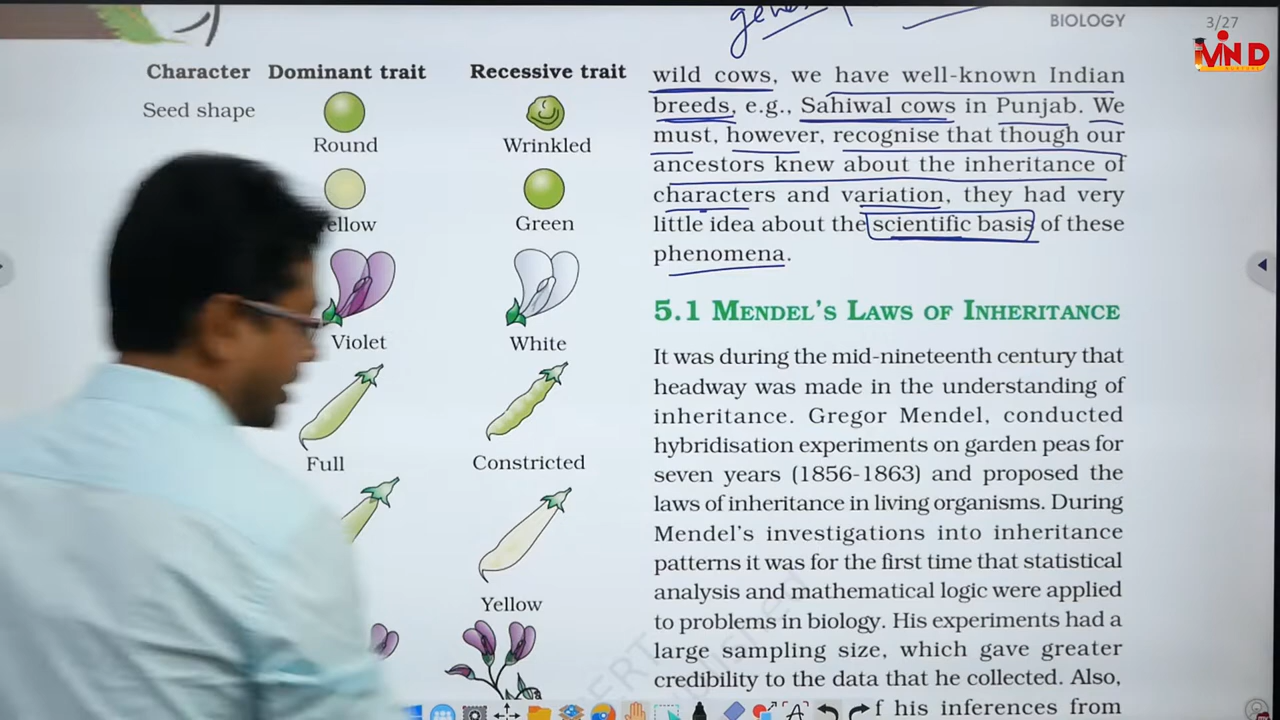 gene
BIOLOGY
3/27
MIND
Character Dominant trait Recessive trait
Seed shape
Round Wrinkled
ellow Green
Violet White
Full Constricted
Yellow
wild cows, we have well-known Indian
breeds, e.g., Sahiwal cows in Punjab. We
must, however, recognise that though our
ancestors knew about the inheritance of
characters and variation, they had very
little idea about the scientific basis of these
phenomena.
5.1 MENDEL'S LAWS OF INHERITANCE
It was during the mid-nineteenth century that
headway was made in the understanding of
inheritance. Gregor Mendel, conducted
hybridisation experiments on garden peas for
seven years (1856-1863) and proposed the
laws of inheritance in living organisms. During
Mendel's investigations into inheritance
patterns it was for the first time that statistical
analysis and mathematical logic were applied
to problems in biology. His experiments had a
large sampling size, which gave greater
credibility to the data that he collected. Also,
f his inferences from